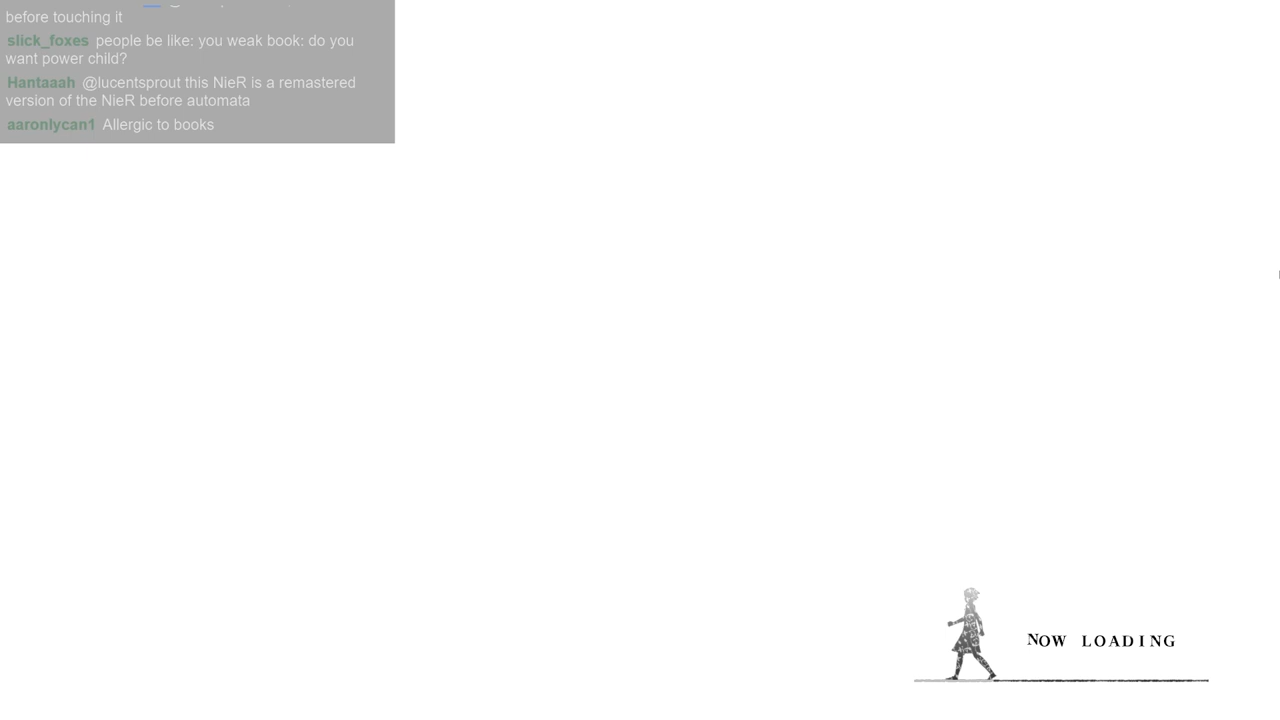 before touching it
slick_foxes people be like: you weak book: do you
want power child?
Hantaaah @lucentsprout this NieR is a remastered
version of the NieR before automata
aaronlycan1 Allergic to books
NOW LOADING